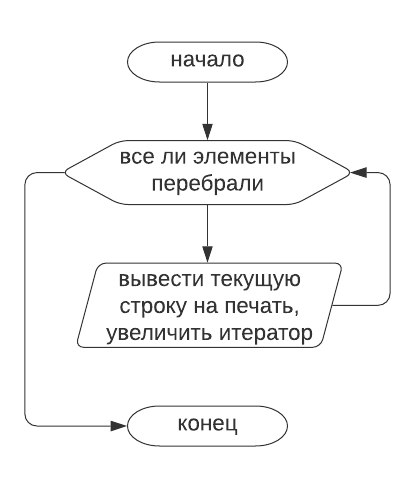 начало
все ли элементы
перебрали
вывести текущую
строку на печать,
увеличить итератор
конец